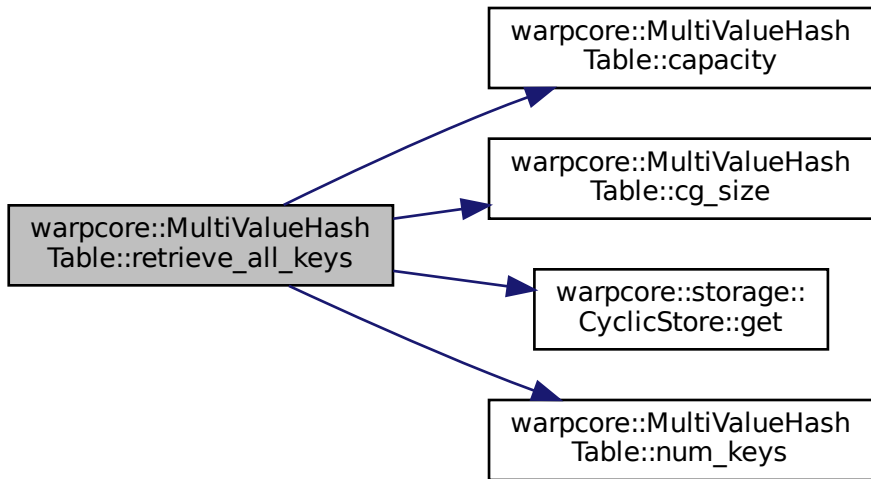 warpcore::MultiValueHash
Table::capacity
warpcore::MultiValueHash
Table::cg_size
warpcore::MultiValueHash
Table::retrieve_all_keys
warpcore::storage::
CyclicStore::get
warpcore::MultiValueHash
Table::num_keys